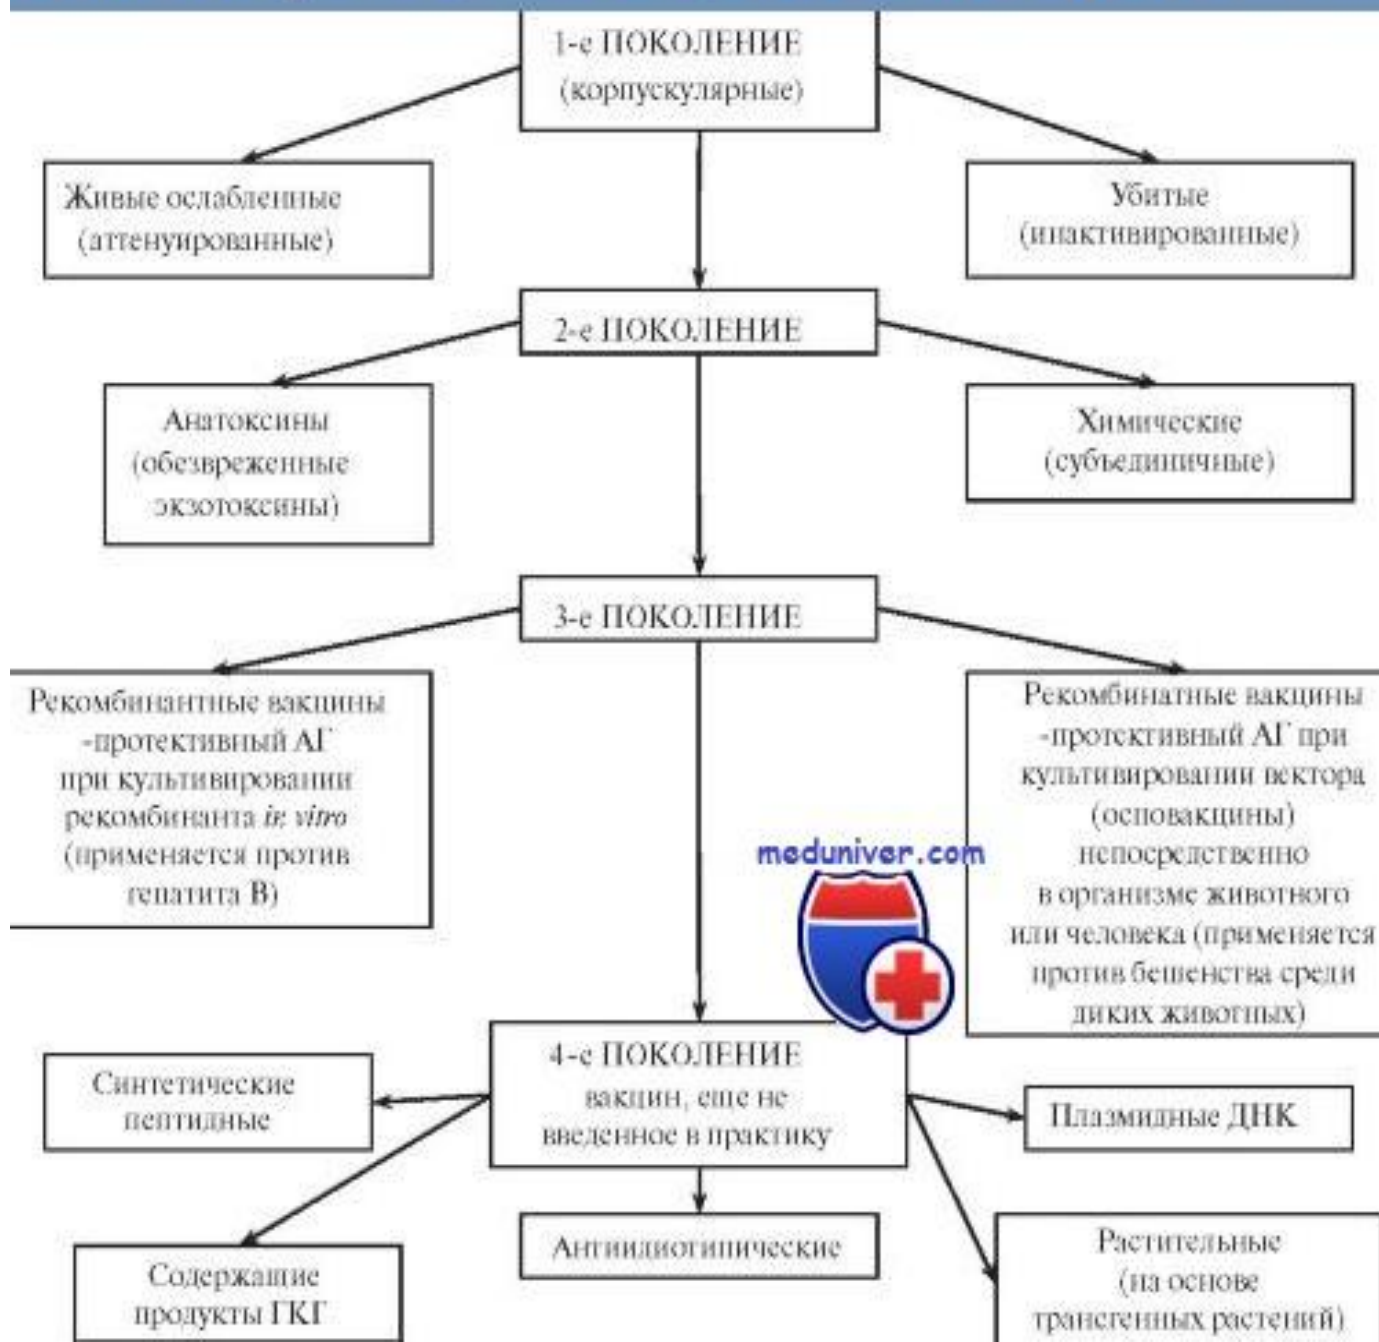 1-е ПОКОЛЕНИЕ
(корпускулярные)
Живые ослабленные
(аттенуированные)
Убитые
(инактивированные)
2-е ПОКОЛЕНИЕ
Анатоксины
(обезвреженные
экзотоксины)
Химические
(субъединичные)
3-е ПОКОЛЕНИЕ
Рекомбинантные вакцины
-протективный АГ
при культивировании
рекомбинанта in vitro
(применяется против
гепатита В)
Рекомбинатные вакцины
-протективный АГ при
культивировании вектора
(осповакцины)
непосредственно
в организме животного
или человека (применяется
против бешенства среди
диких животных)
meduniver.com
4-е ПОКОЛЕНИЕ
вакцин, еще не
введенное в практику
Синтетические
пептидные
Плазмидные ДНК
Содержащие
продукты ГКГ
Антиидиотипические
Растительные
(на основе
трансгенных растений)